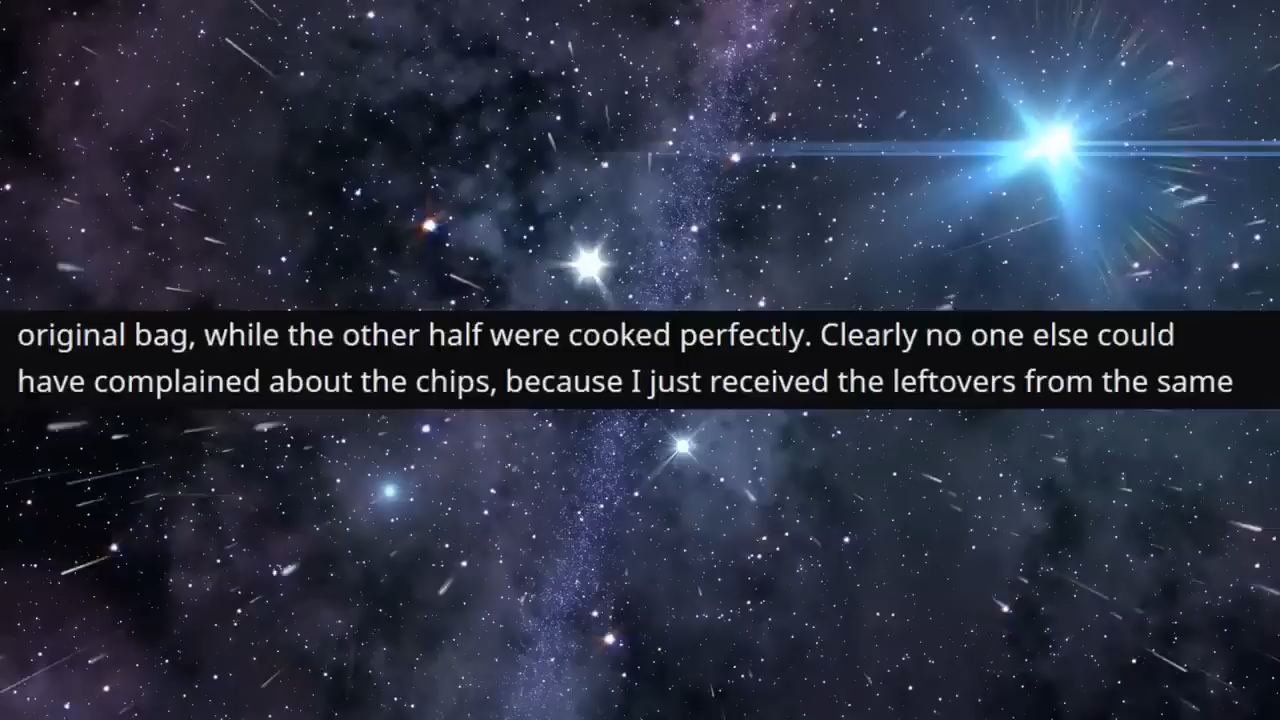 original bag, while the other half were cooked perfectly. Clearly no one else could
have complained about the chips, because I just received the leftovers from the same